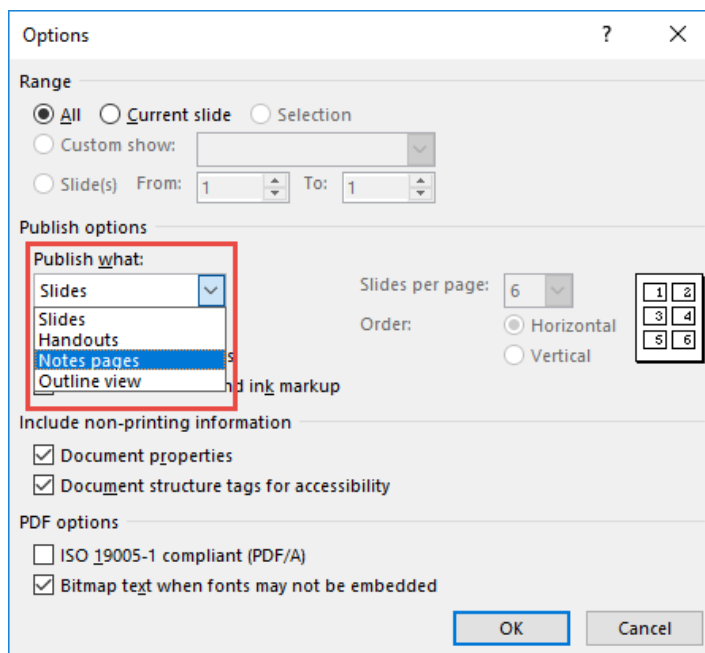 Options ?
Range
All Current slide Selection
Custom show:
Slide(s) From: 1 To: 1
Publish options
Publish what:
Slides
Slides per page: 6
1 2
3 4
5 6
Order: Horizontal
Vertical
Slides
Handouts
Notes pages
Outline view
ink markup
Include non-printing information
Document properties
Document structure tags for accessibility
PDF options
ISO 19005-1 compliant (PDF/A)
Bitmap text when fonts may not be embedded
OK Cancel